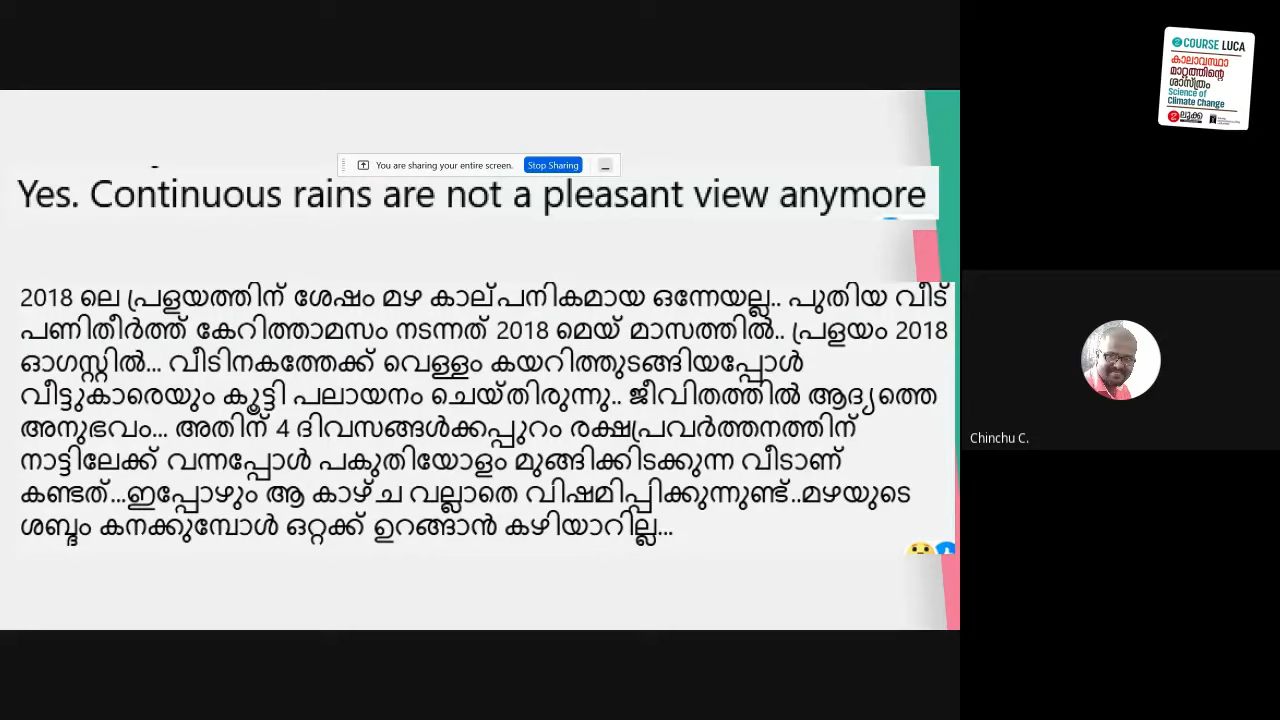 COURSE LUCA
കാലാവസ്ഥാ
മാറ്റത്തിന്റെ
ശാസ്ത്രം
Science of
Climate Change
ലൂക്ക
You are sharing your entire screen. Stop Sharing
Yes. Continuous rains are not a pleasant view anymore
2018 ലെ പ്രളയത്തിന് ശേഷം മഴ കാല്പനികമായ ഒന്നേയല്ല.. പുതിയ വീട്
പണിതീർത്ത് കേറിത്താമസം നടന്നത് 2018 മെയ് മാസത്തിൽ.. പ്രളയം 2018
ഓഗസ്റ്റിൽ... വീടിനകത്തേക്ക് വെള്ളം കയറിത്തുടങ്ങിയപ്പോൾ
വീട്ടുകാരെയും കൂട്ടി പലായനം ചെയ്തിരുന്നു.. ജീവിതത്തിൽ ആദ്യത്തെ
അനുഭവം... അതിന് 4 ദിവസങ്ങൾക്കപ്പുറം രക്ഷപ്രവർത്തനത്തിന്
നാട്ടിലേക്ക് വന്നപ്പോൾ പകുതിയോളം മുങ്ങിക്കിടക്കുന്ന വീടാണ്
കണ്ടത്...ഇപ്പോഴും ആ കാഴ്ച വല്ലാതെ വിഷമിപ്പിക്കുന്നുണ്ട്..മഴയുടെ
ശബ്ദം കനക്കുമ്പോൾ ഒറ്റക്ക് ഉറങ്ങാൻ കഴിയാറില്ല...
Chinchu C.